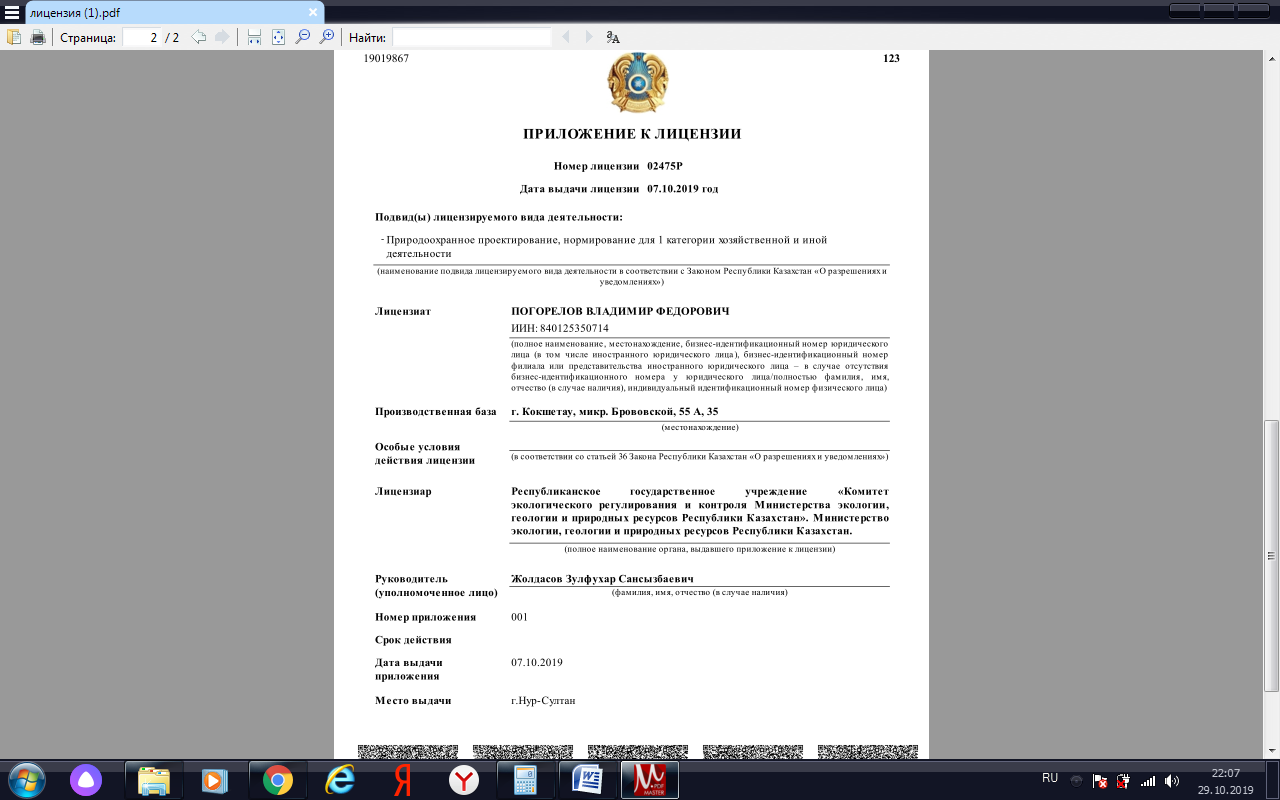 лицензия (1).pdf
Страница: 2 / 2 Найти:
19019867 123
ПРИЛОЖЕНИЕ К ЛИЦЕНЗИИ
Номер лицензии 02475Р
Дата выдачи лицензии 07.10.2019 год
Подвид(ы) лицензируемого вида деятельности:
- Природоохранное проектирование, нормирование для 1 категории хозяйственной и иной
деятельности
(наименование подвида лицензируемого вида деятельности в соответствии с Законом Республики Казахстан «О разрешениях и
уведомлениях»)
Лицензиат ПОГОРЕЛОВ ВЛАДИМИР ФЕДОРОВИЧ
ИИН: 840125350714
(полное наименование, местонахождение, бизнес-идентификационный номер юридического
лица (в том числе иностранного юридического лица), бизнес-идентификационный номер
филиала или представительства иностранного юридического лица – в случае отсутствия
бизнес-идентификационного номера у юридического лица/полностью фамилия, имя,
отчество (в случае наличия), индивидуальный идентификационный номер физического лица)
Производственная база г. Кокшетау, микр. Врововской, 55 А, 35
(местонахождение)
Особые условия
действия лицензии (в соответствии со статьей 36 Закона Республики Казахстан «О разрешениях и уведомлениях»)
Лицензиар Республиканское государственное учреждение «Комитет
экологического регулирования и контроля Министерства экологии,
геологии и природных ресурсов Республики Казахстан». Министерство
экологии, геологии и природных ресурсов Республики Казахстан.
(полное наименование органа, выдавшего приложение к лицензии)
Руководитель Жолдасов Зулфухар Сансызбаевич
(уполномоченное лицо) (фамилия, имя, отчество (в случае наличия)
Номер приложения 001
Срок действия
Дата выдачи 07.10.2019
приложения
Место выдачи г.Нур-Султан
RU 22:07
29.10.2019